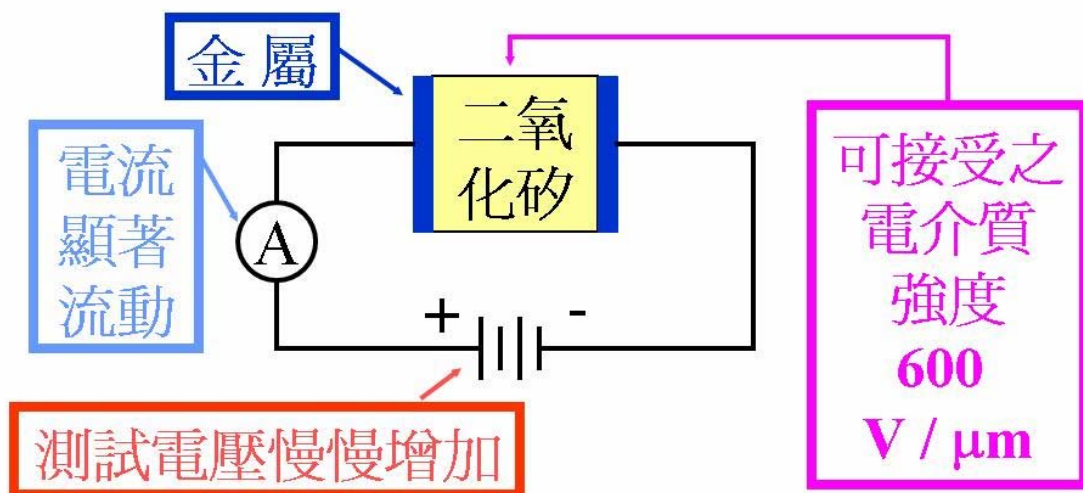 金 屬
二氧
化矽
電流
顯著
流動
A
+
-
測試電壓慢慢增加
可接受之
電介質
強度
600
V / μm